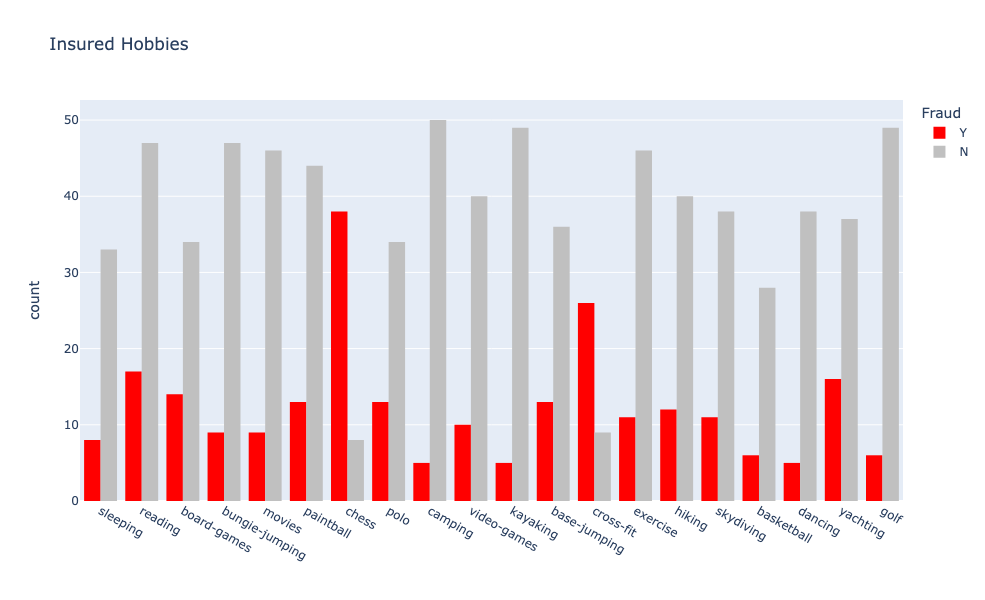 Insured Hobbies
Fraud
Y
N
count
50
40
30
20
10
0
sleeping
reading
board-games
bungie-jumping
movies
paintball
chess
polo
camping
video-games
kayaking
base-jumping
cross-fit
exercise
hiking
skydiving
basketball
dancing
yachting
golf